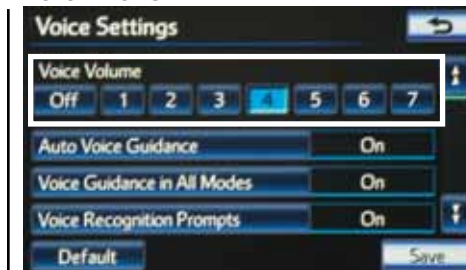 Voice Settings
Voice Volume
Off 1 2 3 4 5 6 7
Auto Voice Guidance On
Voice Guidance in All Modes On
Voice Recognition Prompts On
Default Save